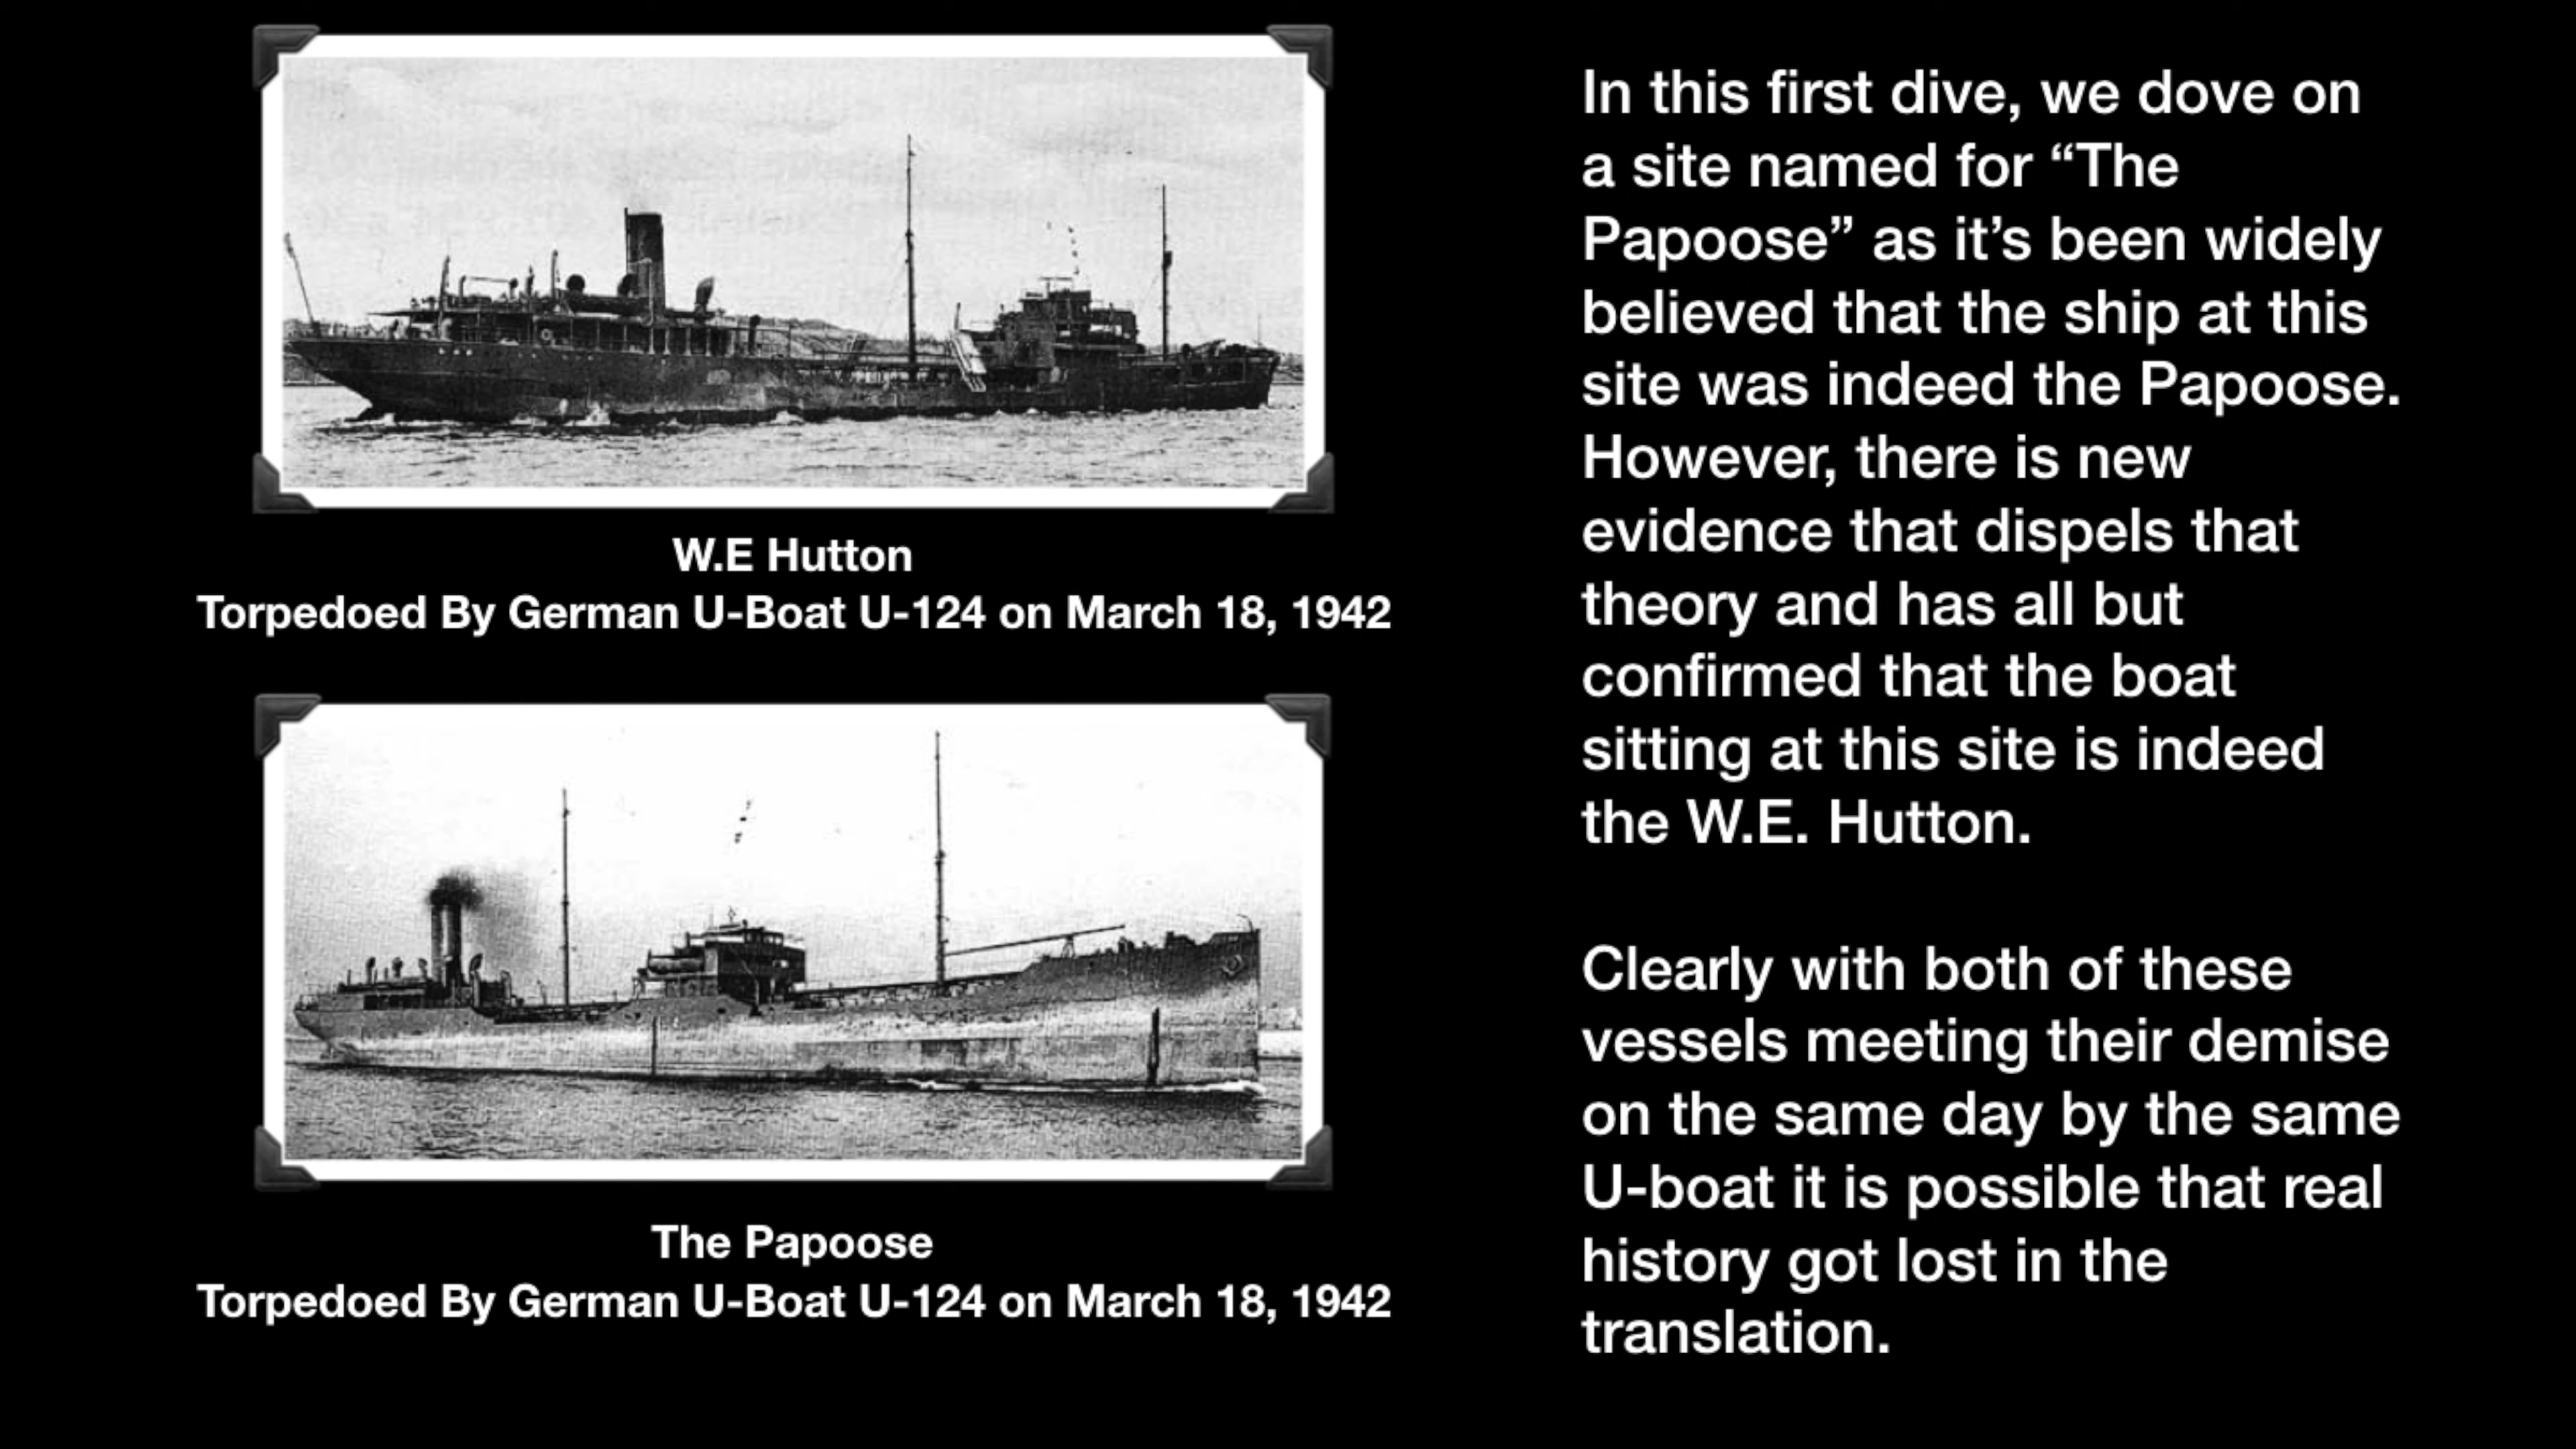 W.E Hutton
Torpedoed By German U-Boat U-124 on March 18, 1942
The Papoose
Torpedoed By German U-Boat U-124 on March 18, 1942
In this first dive, we dove on
a site named for “The
Papoose” as it’s been widely
believed that the ship at this
site was indeed the Papoose.
However, there is new
evidence that dispels that
theory and has all but
confirmed that the boat
sitting at this site is indeed
the W.E. Hutton.
Clearly with both of these
vessels meeting their demise
on the same day by the same
U-boat it is possible that real
history got lost in the
translation.